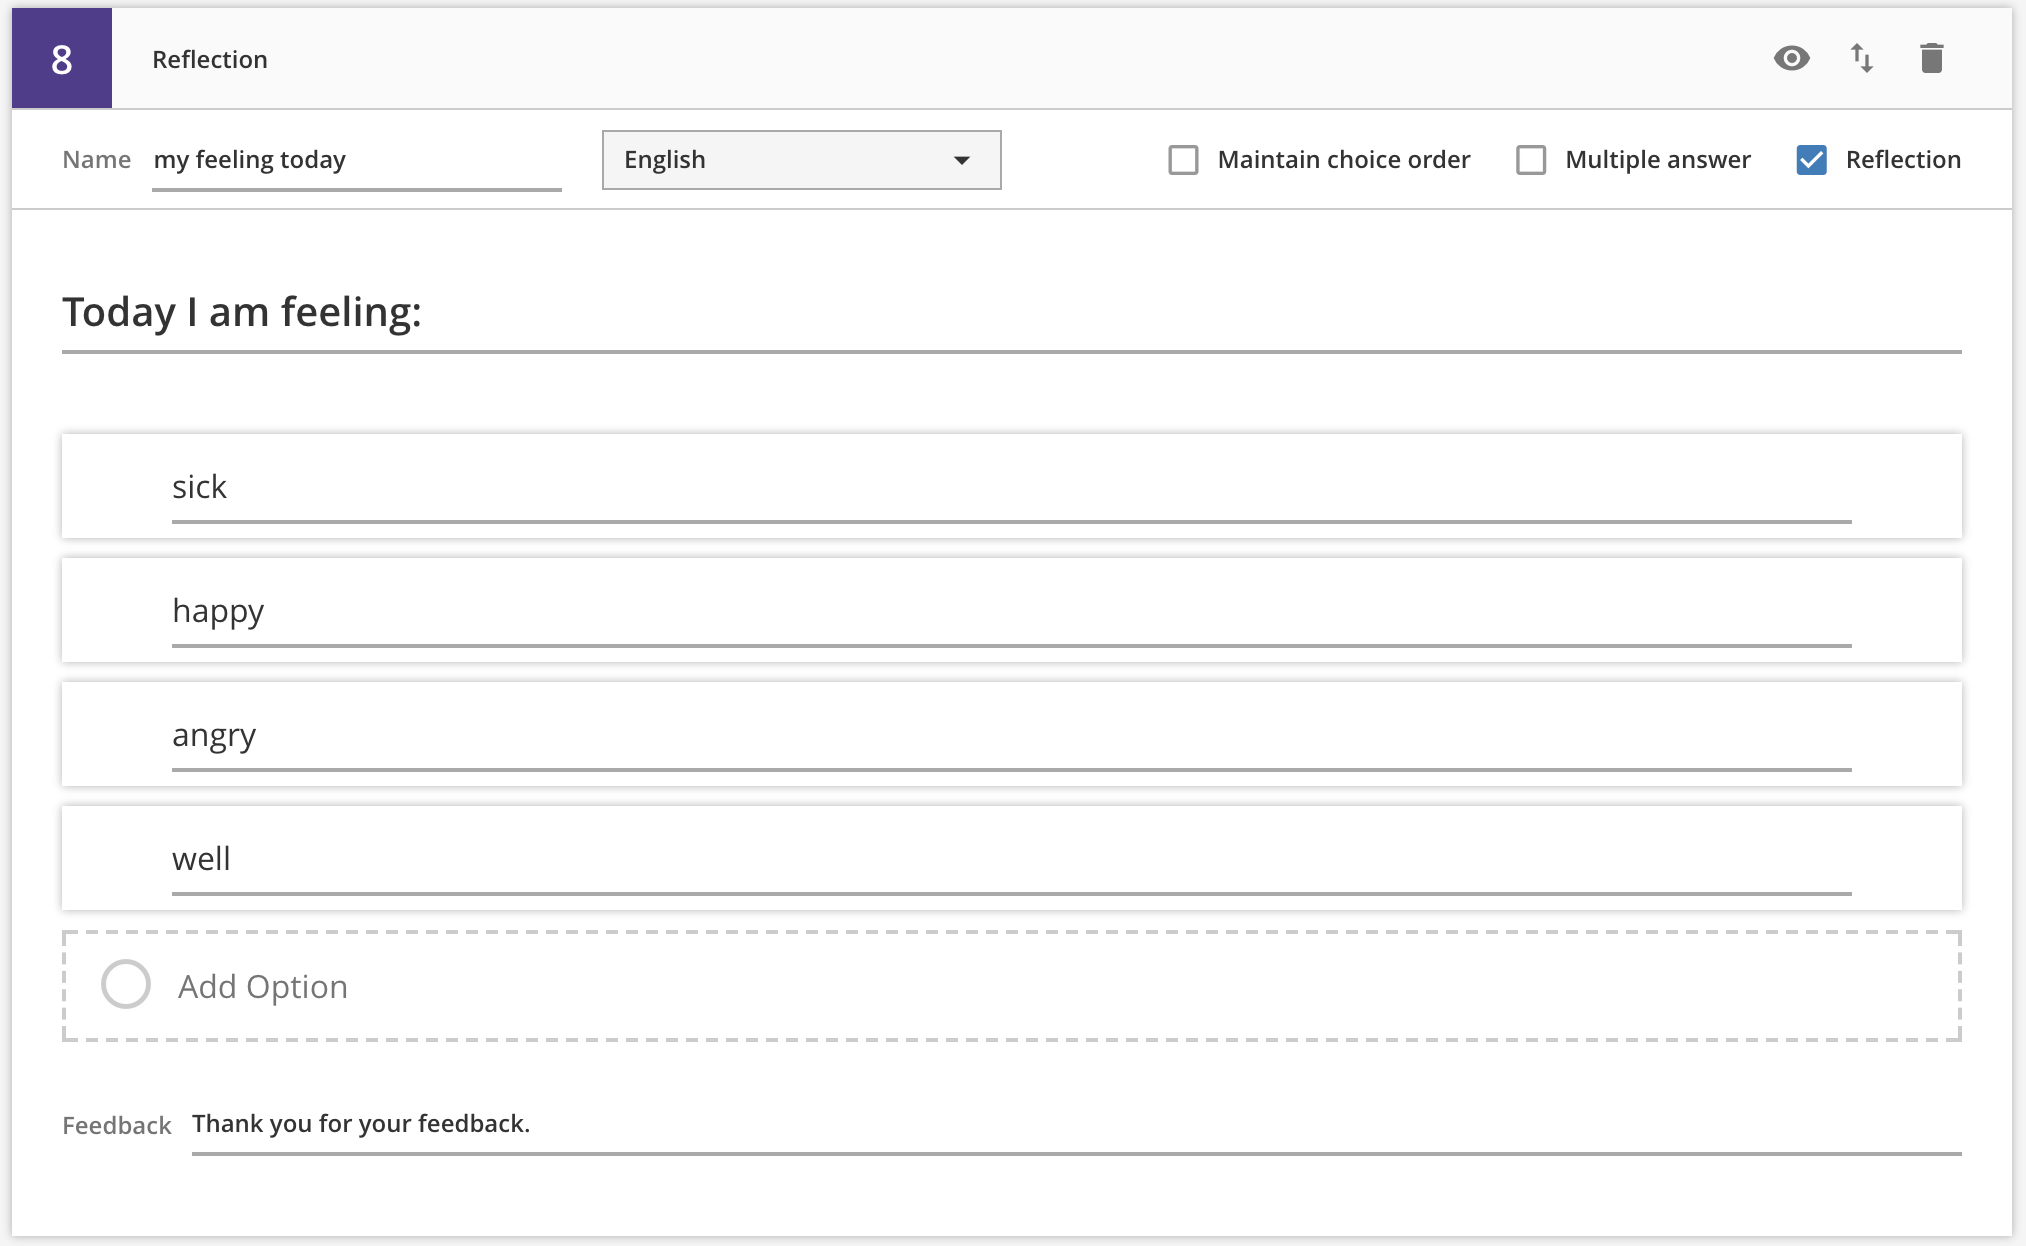 8 Reflection
Name my feeling today English Maintain choice order Multiple answer Reflection
Today I am feeling:
sick
happy
angry
well
Add Option
Feedback Thank you for your feedback.